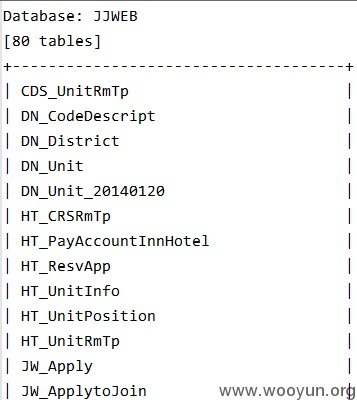 Database: JJWEB
[80 tables]
+-----------------------------------+
| CDS_UnitRmTp |
| DN_CodeDescript |
| DN_District |
| DN_Unit |
| DN_Unit_20140120 |
| HT_CRSRmTp |
| HT_PayAccountInnHotel |
| HT_ResvApp |
| HT_UnitInfo |
| HT_UnitPosition |
| HT_UnitRmTp |
| JW_Apply |
| JW_ApplytoJoin |
www.wooyun.org